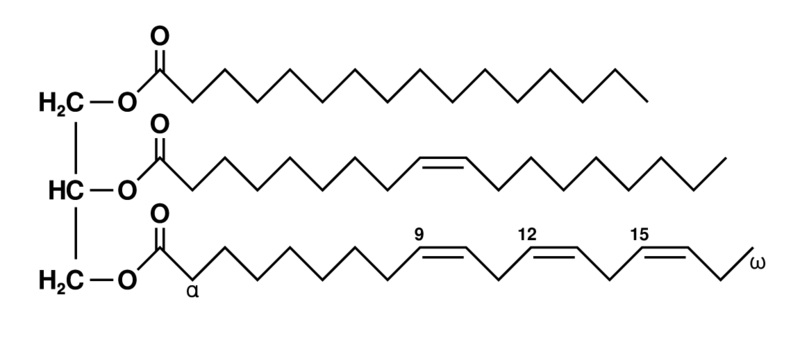 O
H₂C—O
O
HC—O
O
9 12 15
H₂C—O
α ω